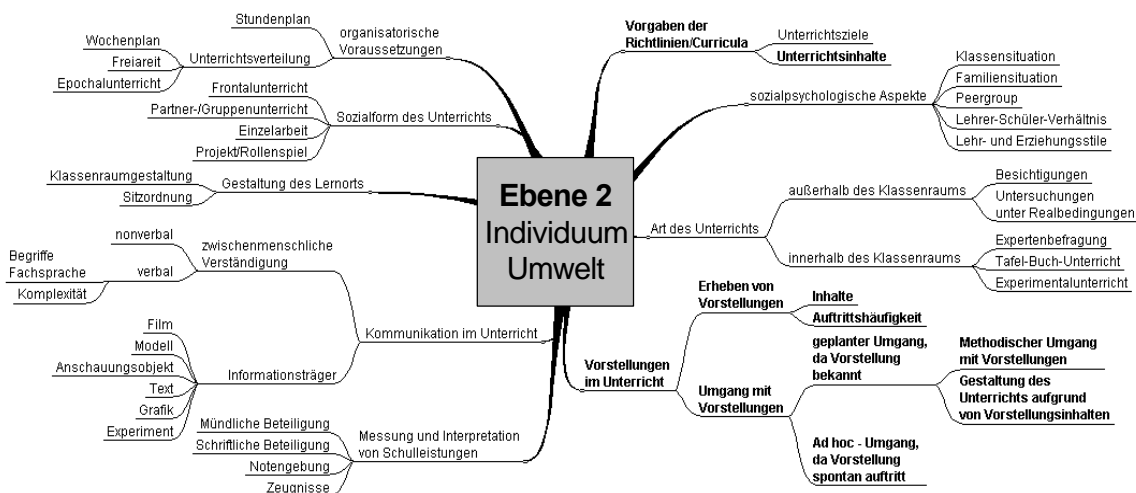 Ebene 2
Individuum
Umwelt
organisatorische
Voraussetzungen
Stundenplan
Unterrichtsverteilung
Wochenplan
Freiareit
Epochalunterricht
Sozialform des Unterrichts
Frontalunterricht
Partner-/Gruppenunterricht
Einzelarbeit
Projekt/Rollenspiel
Gestaltung des Lernorts
Klassenraumgestaltung
Sitzordnung
Kommunikation im Unterricht
zwischenmenschliche
Verständigung
nonverbal
verbal
Begriffe
Fachsprache
Komplexität
Informationsträger
Film
Modell
Anschauungsobjekt
Text
Grafik
Experiment
Messung und Interpretation
von Schulleistungen
Mündliche Beteiligung
Schriftliche Beteiligung
Notengebung
Zeugnisse
Vorgaben der
Richtlinien/Curricula
Unterrichtsziele
Unterrichtsinhalte
sozialpsychologische Aspekte
Klassensituation
Familiensituation
Peergroup
Lehrer-Schüler-Verhältnis
Lehr- und Erziehungsstile
Art des Unterrichts
außerhalb des Klassenraums
Besichtigungen
Untersuchungen
unter Realbedingungen
innerhalb des Klassenraums
Expertenbefragung
Tafel-Buch-Unterricht
Experimentalunterricht
Vorstellungen
im Unterricht
Erheben von
Vorstellungen
Inhalte
Auftrittshäufigkeit
Umgang mit
Vorstellungen
geplanter Umgang,
da Vorstellung
bekannt
Methodischer Umgang
mit Vorstellungen
Gestaltung des
Unterrichts aufgrund
von Vorstellungsinhalten
Ad hoc - Umgang,
da Vorstellung
spontan auftritt